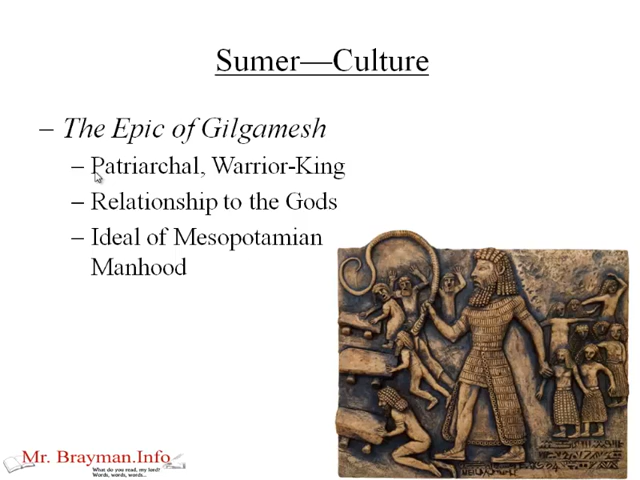 Sumer—Culture
– The Epic of Gilgamesh
– Patriarchal, Warrior-King
– Relationship to the Gods
– Ideal of Mesopotamian
Manhood
Mr. Brayman.Info
What do you read, my lord?
Words, words, words...